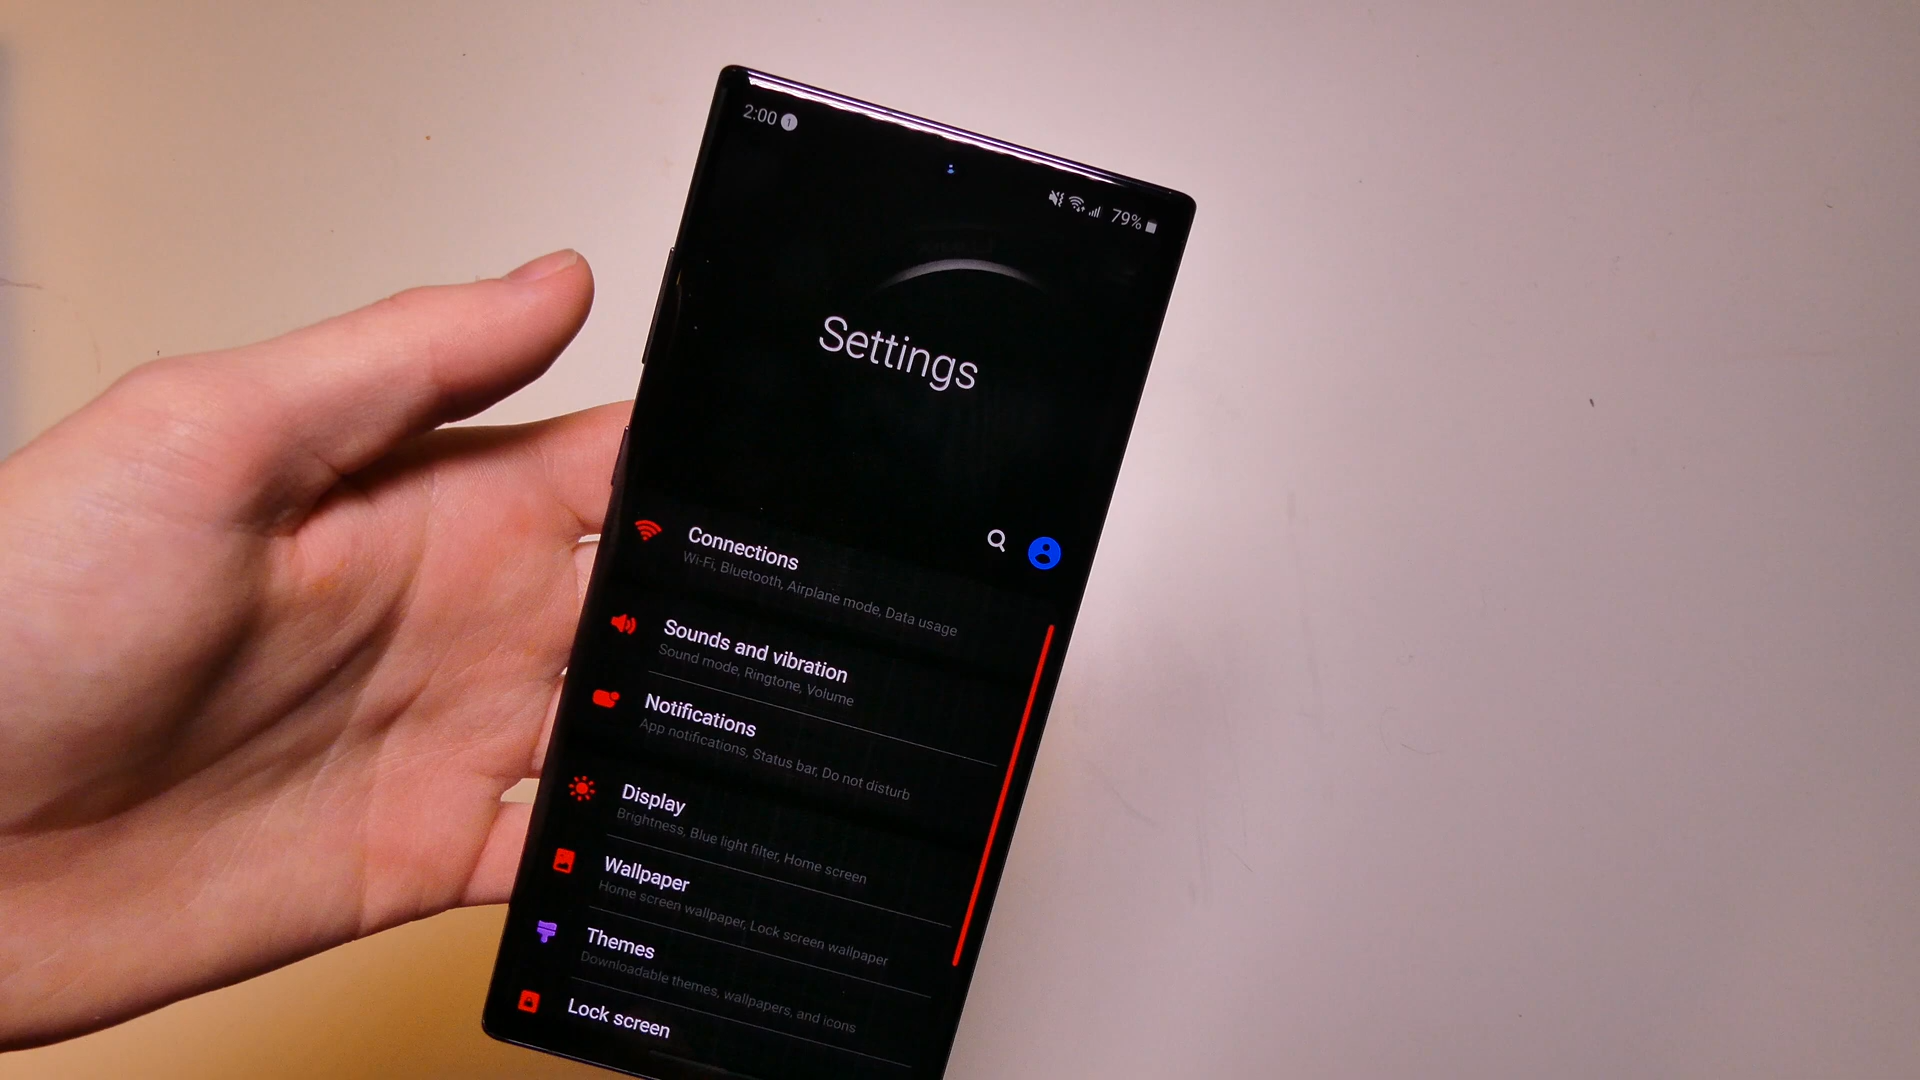 2:00 1
79%
Settings
Connections
Wi-Fi, Bluetooth, Airplane mode, Data usage
Sounds and vibration
Sound mode, Ringtone, Volume
Notifications
App notifications, Status bar, Do not disturb
Display
Brightness, Blue light filter, Home screen
Wallpaper
Home screen wallpaper, Lock screen wallpaper
Themes
Downloadable themes, wallpapers, and icons
Lock screen